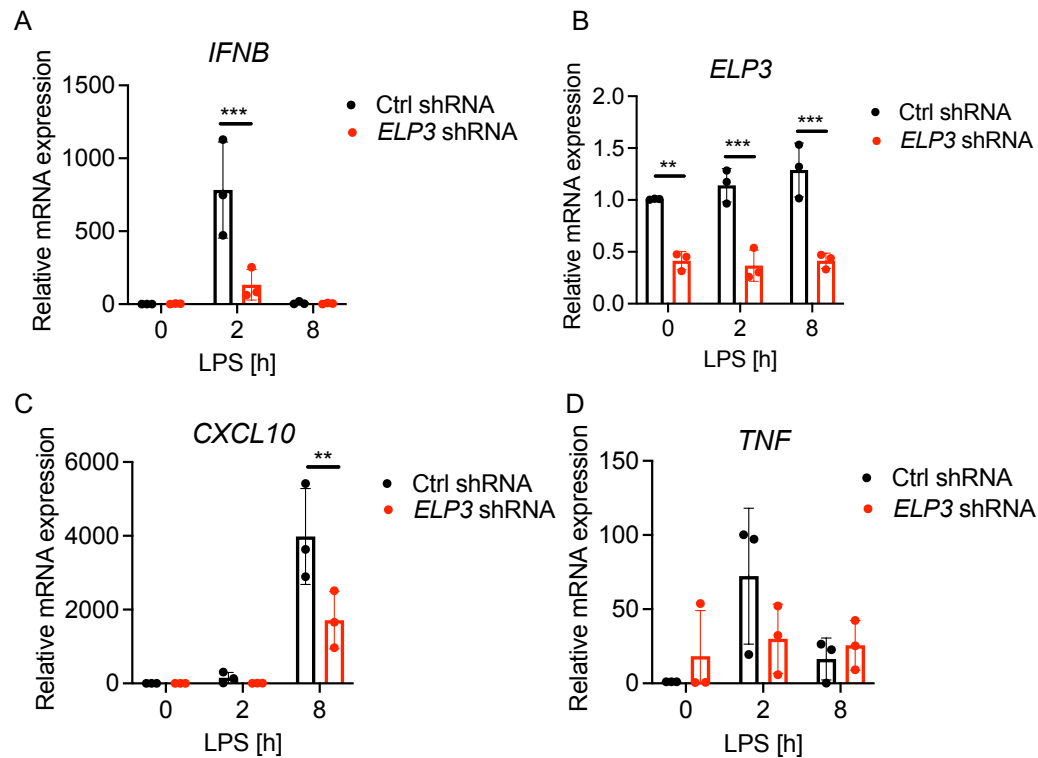 A
IFNB
Relative mRNA expression
1500
1000
500
0
***
Ctrl shRNA
ELP3 shRNA
0 2 8
LPS [h]
B
ELP3
Relative mRNA expression
2.0
1.5
1.0
0.5
0.0
**
***
***
Ctrl shRNA
ELP3 shRNA
0 2 8
LPS [h]
C
CXCL10
Relative mRNA expression
6000
4000
2000
0
**
Ctrl shRNA
ELP3 shRNA
0 2 8
LPS [h]
D
TNF
Relative mRNA expression
150
100
50
0
Ctrl shRNA
ELP3 shRNA
0 2 8
LPS [h]